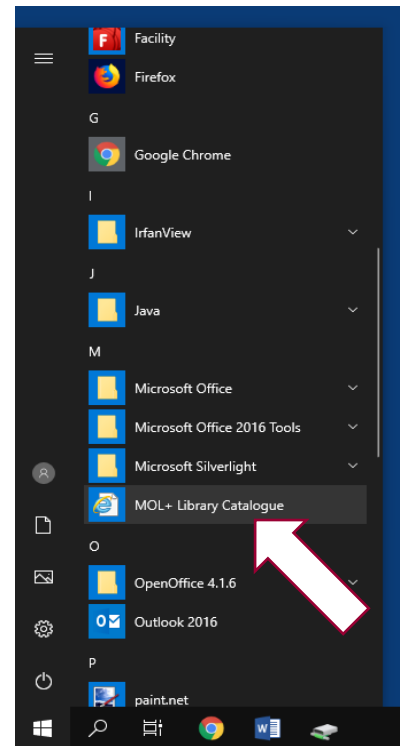 Facility
Firefox
G
Google Chrome
I
IrfanView
J
Java
M
Microsoft Office
Microsoft Office 2016 Tools
Microsoft Silverlight
MOL+ Library Catalogue
O
OpenOffice 4.1.6
Outlook 2016
P
paint.net